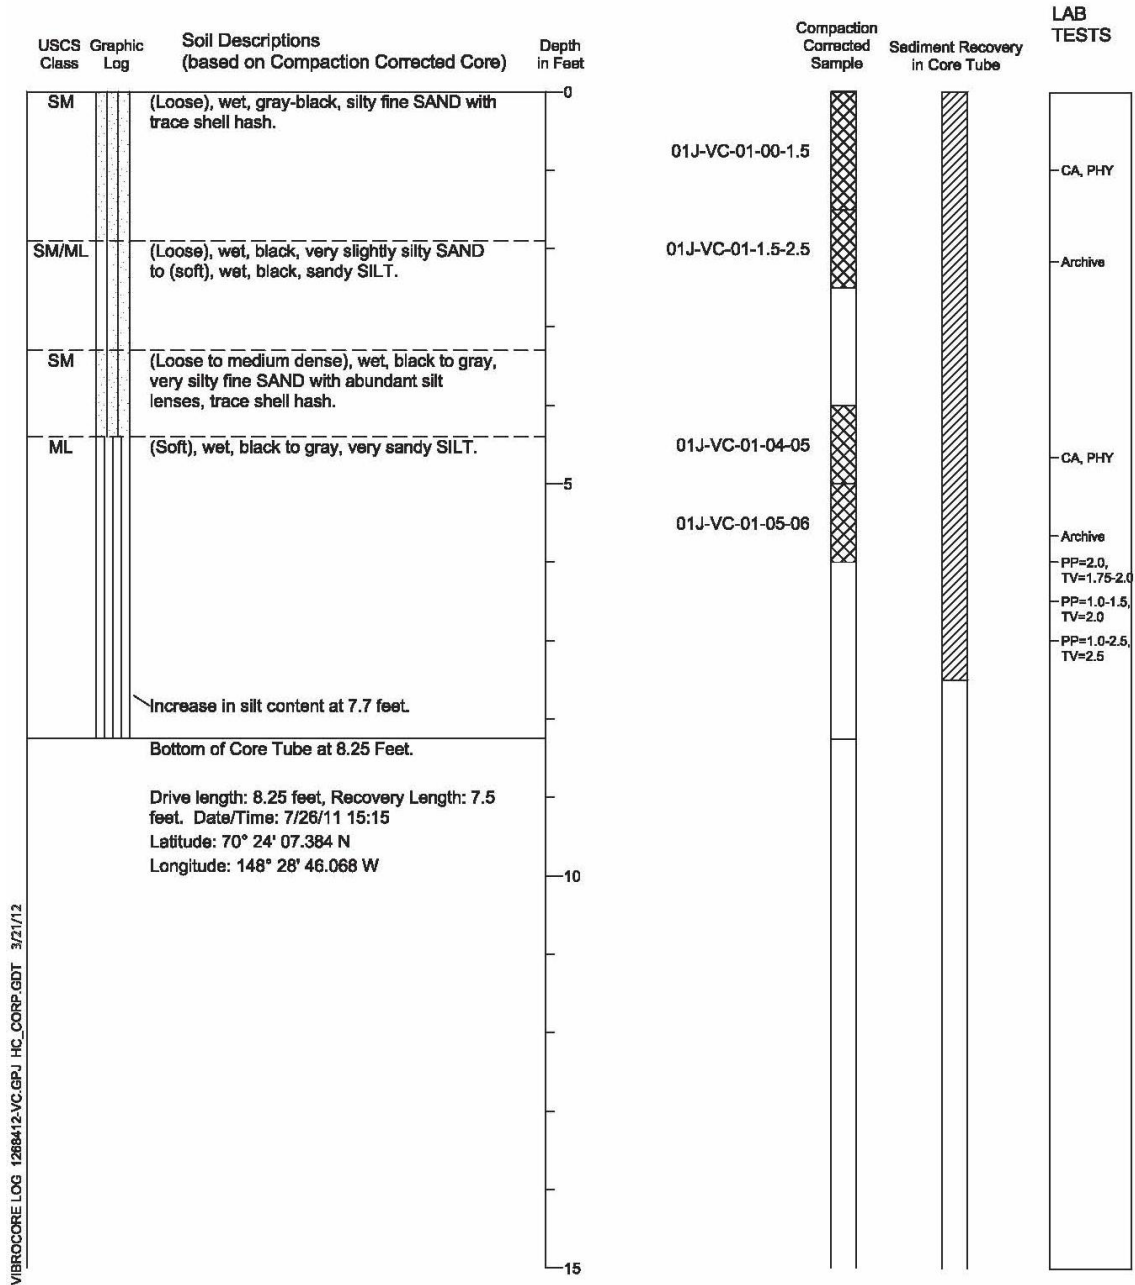 LAB
TESTS
USCS Graphic
Class Log
Soil Descriptions
(based on Compaction Corrected Core)
Depth
in Feet
Compaction
Corrected
Sample
Sediment Recovery
in Core Tube
0
SM
(Loose), wet, gray-black, silty fine SAND with
trace shell hash.
01J-VC-01-00-1.5
CA, PHY
SM/ML
(Loose), wet, black, very slightly silty SAND
to (soft), wet, black, sandy SILT.
01J-VC-01-1.5-2.5
Archive
SM
(Loose to medium dense), wet, black to gray,
very silty fine SAND with abundant silt
lenses, trace shell hash.
ML
(Soft), wet, black to gray, very sandy SILT.
01J-VC-01-04-05
CA, PHY
5
01J-VC-01-05-06
Archive
PP=2.0,
TV=1.75-2.0
PP=1.0-1.5,
TV=2.0
PP=1.0-2.5,
TV=2.5
Increase in silt content at 7.7 feet.
Bottom of Core Tube at 8.25 Feet.
Drive length: 8.25 feet, Recovery Length: 7.5
feet. Date/Time: 7/26/11 15:15
Latitude: 70° 24' 07.384 N
Longitude: 148° 28' 46.068 W
10
15
VIBROCORE LOG 1268412-VC.GPJ HC_CORP.GDT 3/21/12